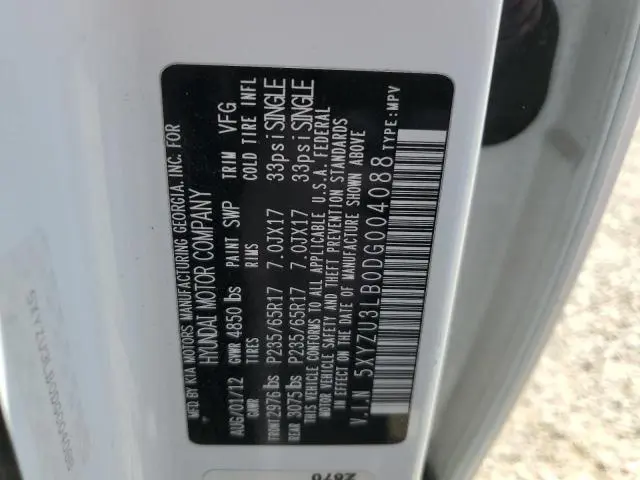 MFD BY KIA MOTORS MANUFACTURING GEORGIA, INC. FOR
HYUNDAI MOTOR COMPANY
AUG/01/12 GVWR 4850 lbs PAINT SWP TRIM VFG
GAWR TIRES RIMS COLD TIRE INFL
FRONT 2976 lbs P235/65R17 7.0JX17 33psi SINGLE
REAR 3075 lbs P235/65R17 7.0JX17 33psi SINGLE
THIS VEHICLE CONFORMS TO ALL APPLICABLE U.S.A. FEDERAL
MOTOR VEHICLE SAFETY AND THEFT PREVENTION STANDARDS
IN EFFECT ON THE DATE OF MANUFACTURE SHOWN ABOVE
V.I.N 5XYZU3LB0DG004088 TYPE:MPV
2870